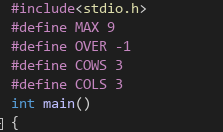 #include<stdio.h>
#define MAX 9
#define OVER -1
#define COWS 3
#define COLS 3
int main()
{